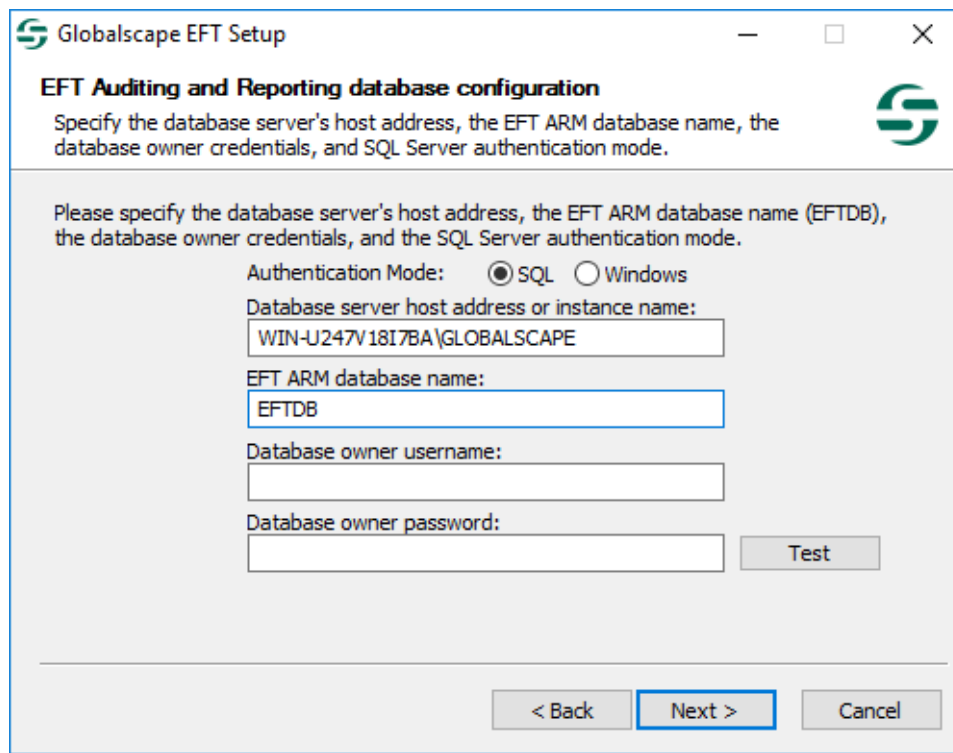 Globalscape EFT Setup
EFT Auditing and Reporting database configuration
Specify the database server's host address, the EFT ARM database name, the
database owner credentials, and SQL Server authentication mode.
Please specify the database server's host address, the EFT ARM database name (EFTDB),
the database owner credentials, and the SQL Server authentication mode.
Authentication Mode: SQL Windows
Database server host address or instance name:
WIN-U247V18I7BA\GLOBALSCAPE
EFT ARM database name:
EFTDB
Database owner username:
Database owner password:
Test
< Back Next > Cancel